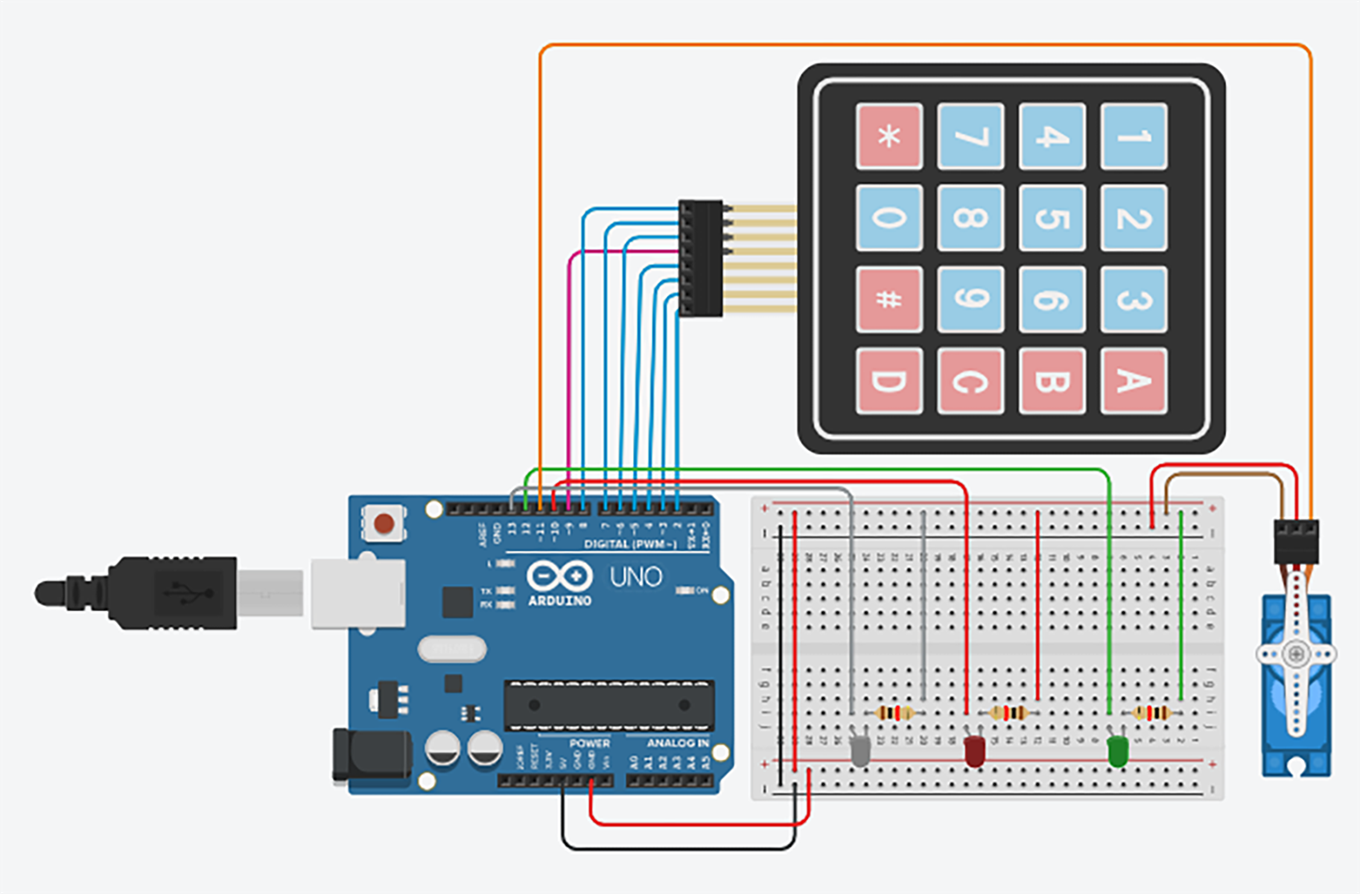 * 7 4 1
0 8 5 2
# 9 6 3
D C B A
AREF
GND
13
12
~11
~10
~9
8
7
~6
~5
4
~3
2
TX→1
RX←0
DIGITAL (PWM~)
L
TX
RX
ON
UNO
ARDUINO
POWER
ANALOG IN
IOREF
RESET
3.3V
5V
GND
GND
Vin
A0
A1
A2
A3
A4
A5
+
-
+
-
a b c d e
a b c d e
f g h i j
f g h i j
+
-
+
-